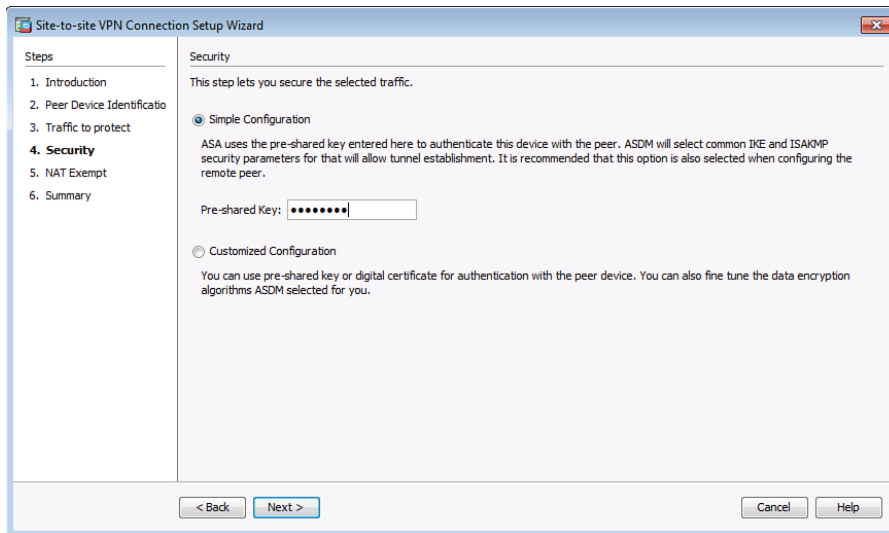 Site-to-site VPN Connection Setup Wizard
Steps
1. Introduction
2. Peer Device Identificatio
3. Traffic to protect
4. Security
5. NAT Exempt
6. Summary
Security
This step lets you secure the selected traffic.
Simple Configuration
ASA uses the pre-shared key entered here to authenticate this device with the peer. ASDM will select common IKE and ISAKMP
security parameters for that will allow tunnel establishment. It is recommended that this option is also selected when configuring the
remote peer.
Pre-shared Key: ••••••••
Customized Configuration
You can use pre-shared key or digital certificate for authentication with the peer device. You can also fine tune the data encryption
algorithms ASDM selected for you.
< Back Next > Cancel Help